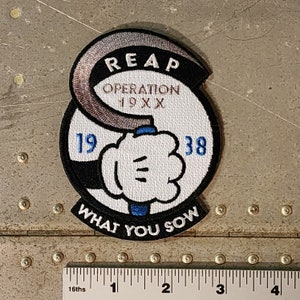 REAP
OPERATION
19XX
19 38
WHAT YOU SOW
16ths 1 2 3 4